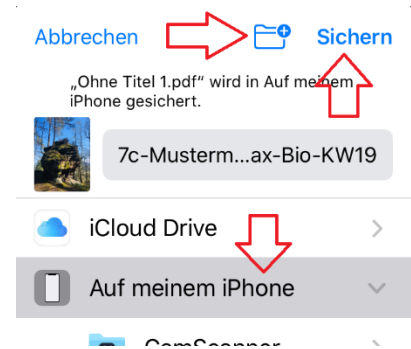 Abbrechen Sichern
„Ohne Titel 1.pdf“ wird in Auf meinem
iPhone gesichert.
7c-Musterm...ax-Bio-KW19
iCloud Drive
Auf meinem iPhone
CamScanner